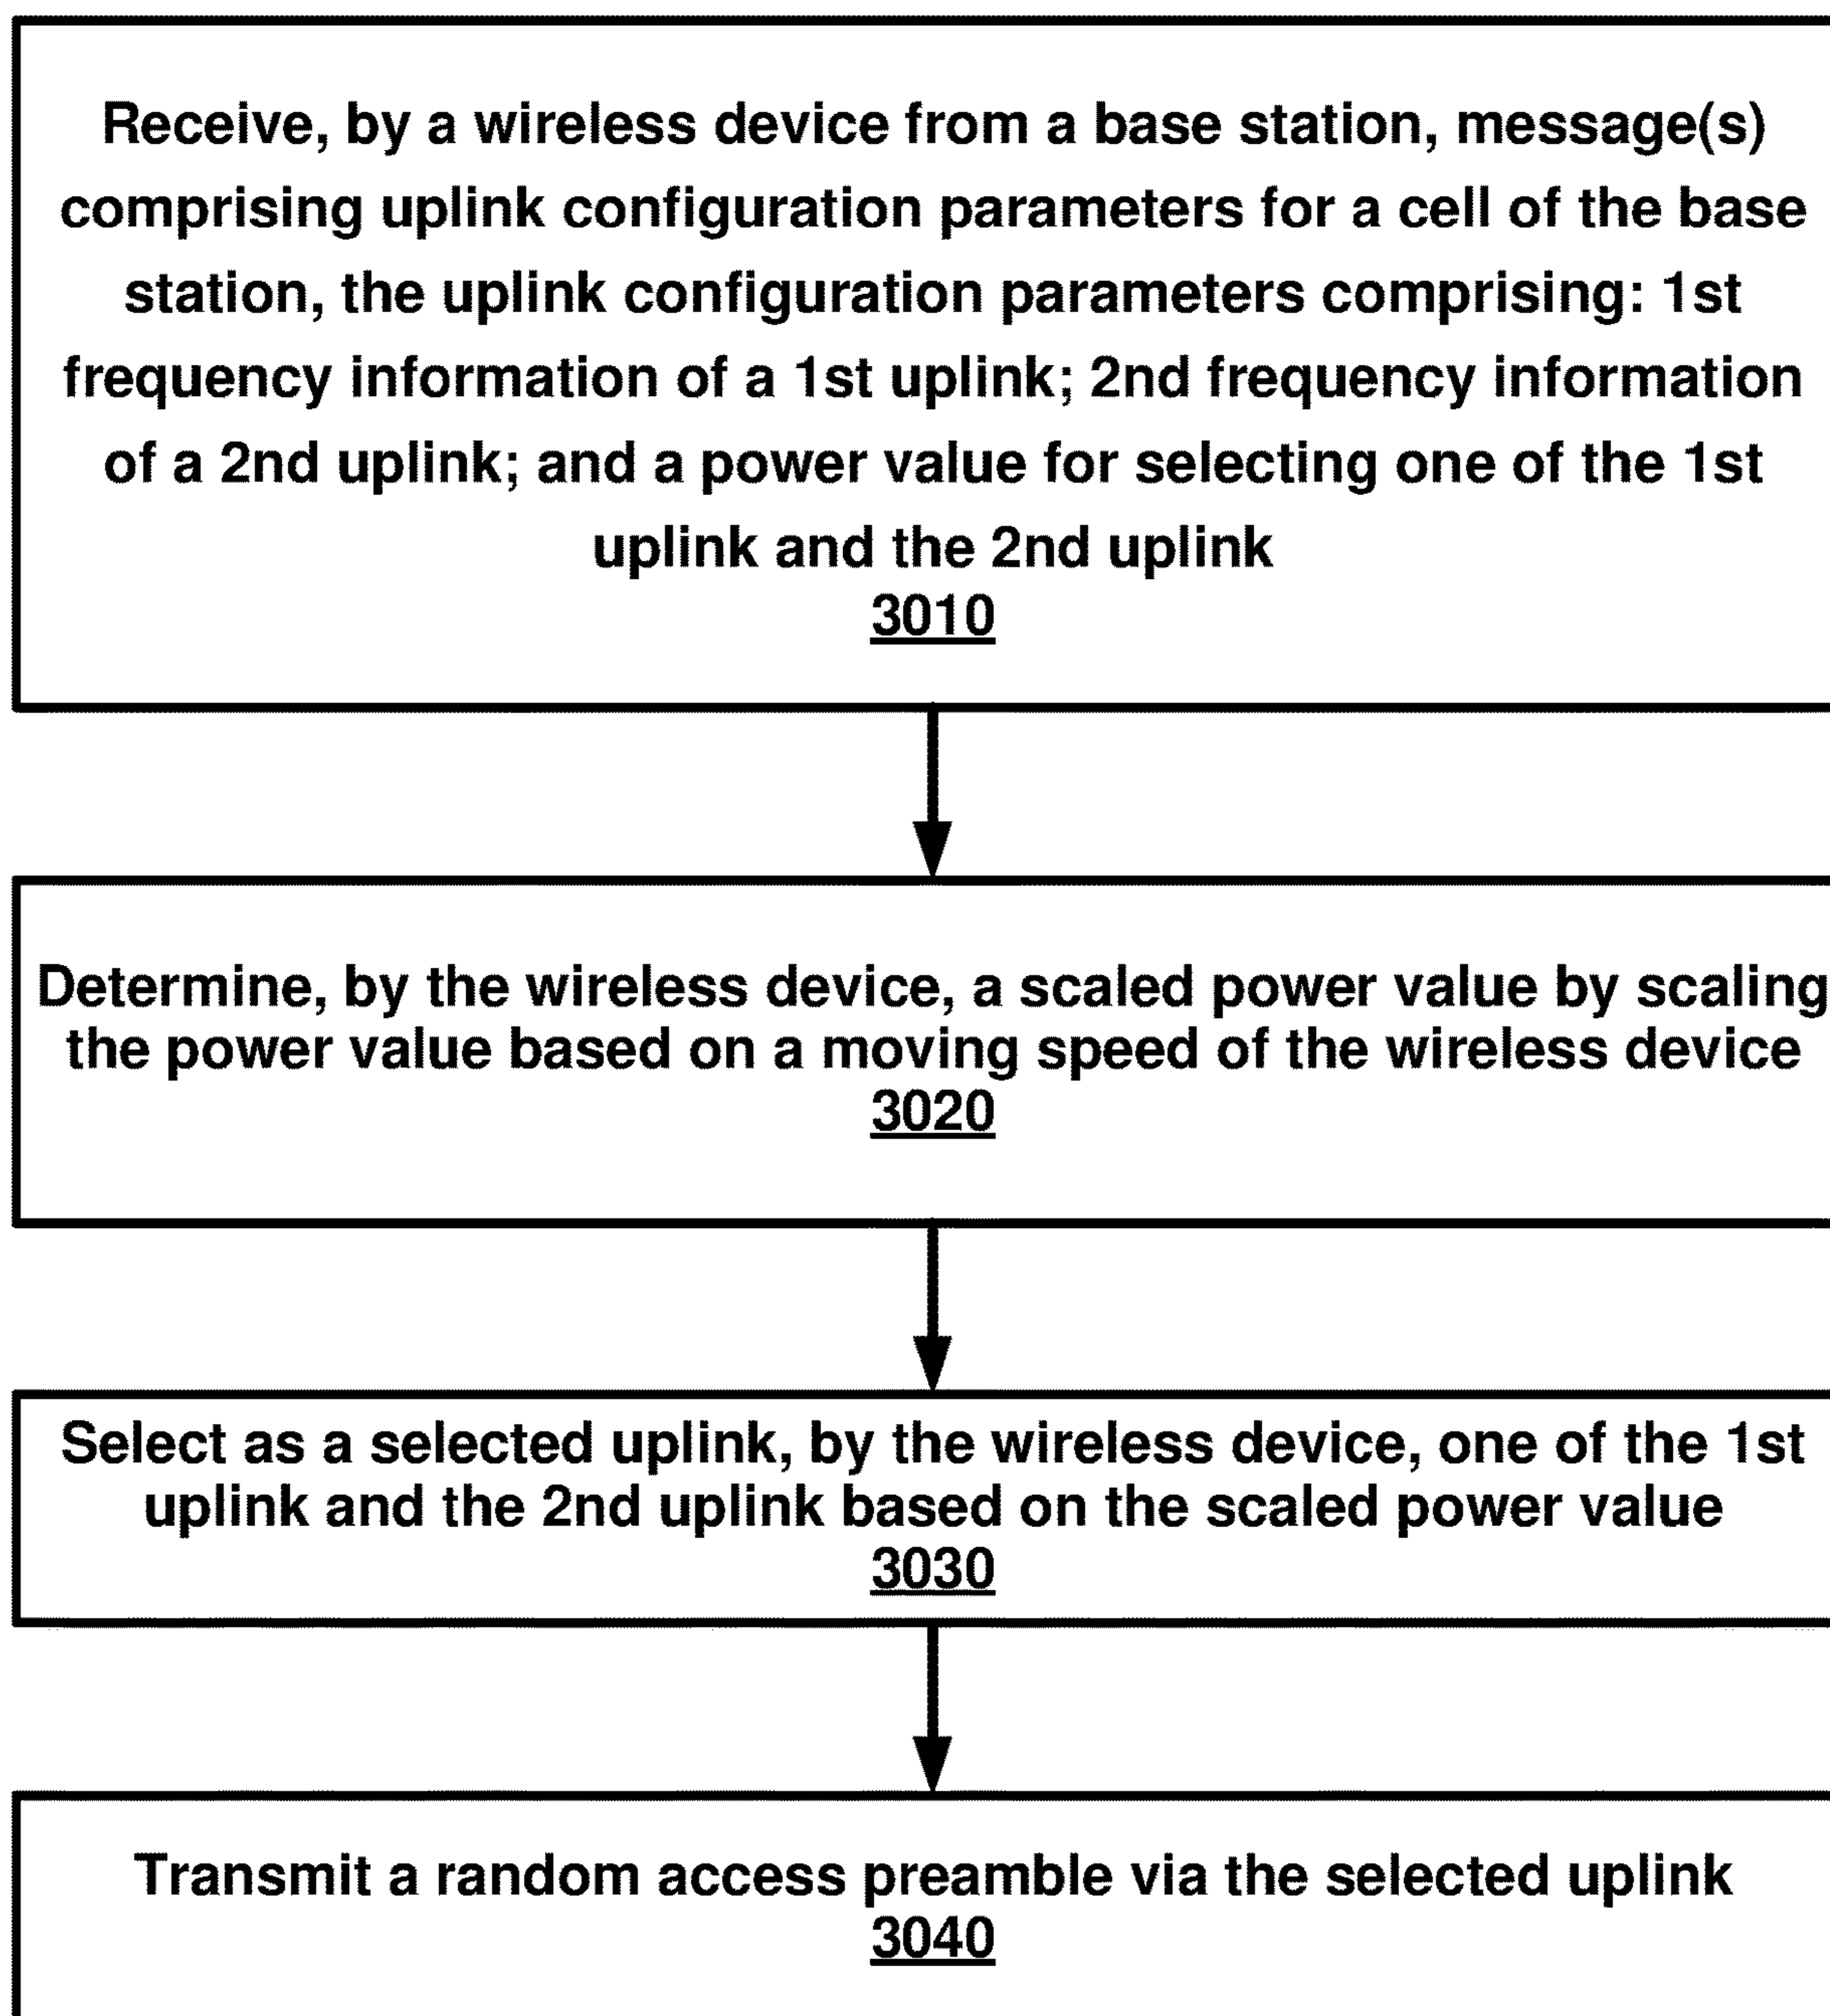 Receive, by a wireless device from a base station, message(s)
comprising uplink configuration parameters for a cell of the base
station, the uplink configuration parameters comprising: 1st
frequency information of a 1st uplink; 2nd frequency information
of a 2nd uplink; and a power value for selecting one of the 1st
uplink and the 2nd uplink
3010
Determine, by the wireless device, a scaled power value by scaling
the power value based on a moving speed of the wireless device
3020
Select as a selected uplink, by the wireless device, one of the 1st
uplink and the 2nd uplink based on the scaled power value
3030
Transmit a random access preamble via the selected uplink
3040